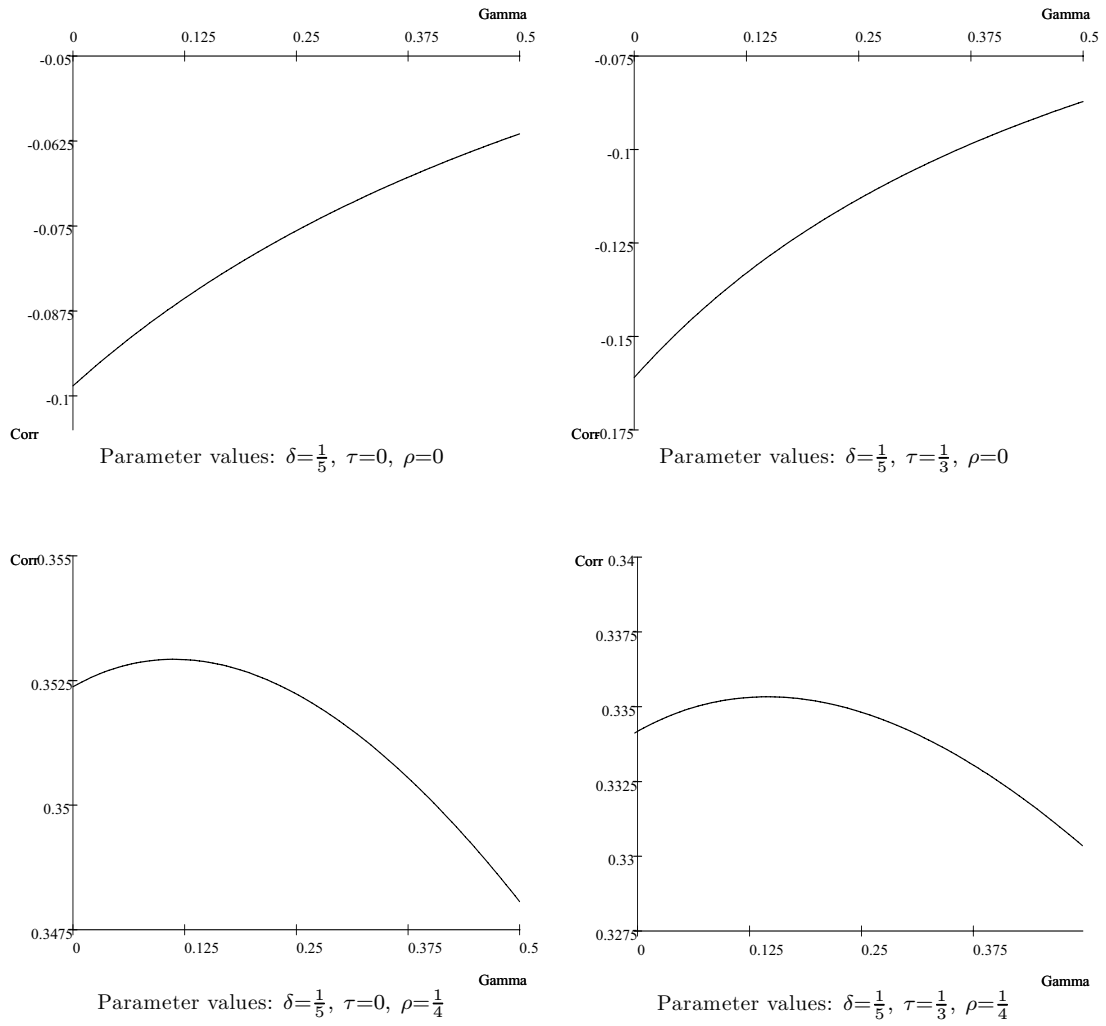 Gamma
0 0.125 0.25 0.375 0.5
-0.05
-0.0625
-0.075
-0.0875
-0.1
Corr
Parameter values: δ=1/5, τ=0, ρ=0
Gamma
0 0.125 0.25 0.375 0.5
-0.075
-0.1
-0.125
-0.15
Corr-0.175
Parameter values: δ=1/5, τ=1/3, ρ=0
Corr 0.355
0.3525
0.35
0.3475
0 0.125 0.25 0.375 0.5
Gamma
Parameter values: δ=1/5, τ=0, ρ=1/4
Corr 0.34
0.3375
0.335
0.3325
0.33
0.3275
0 0.125 0.25 0.375
Gamma
Parameter values: δ=1/5, τ=1/3, ρ=1/4